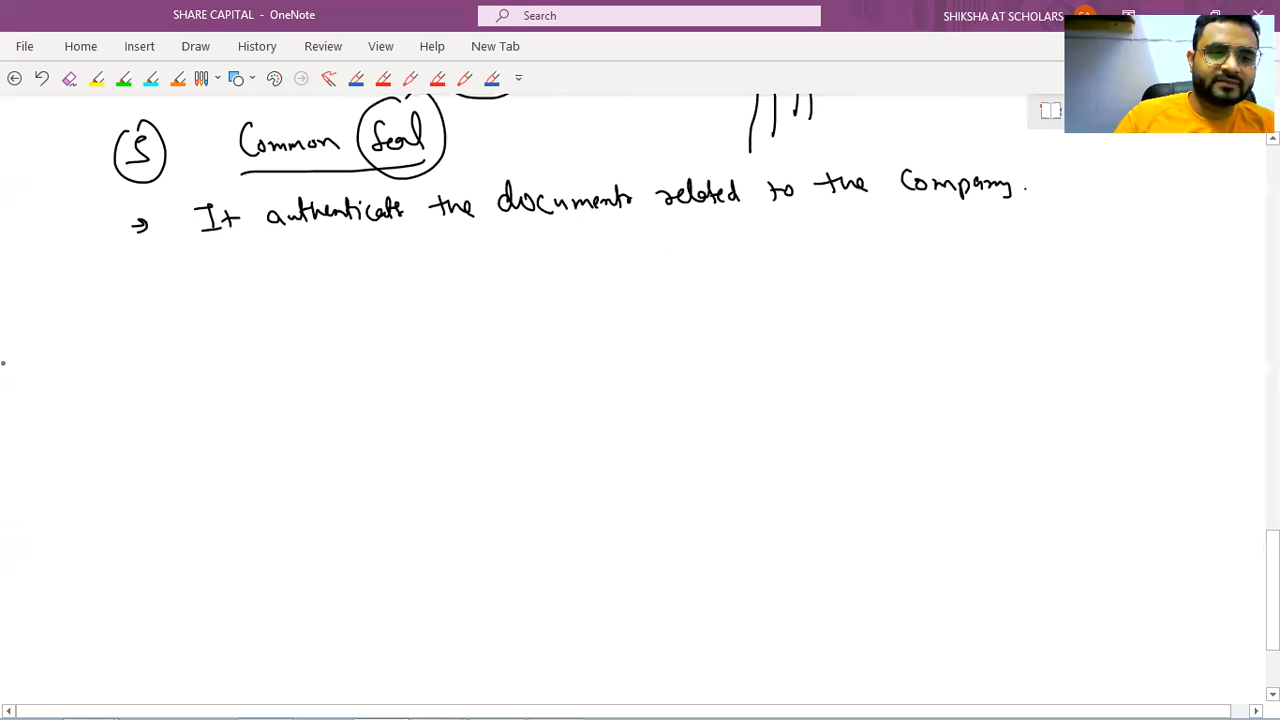 SHARE CAPITAL - OneNote
Search
SHIKSHA AT SCHOLARS
File Home Insert Draw History Review View Help New Tab
5 Common Seal
→ It authenticate the documents related to the Company.